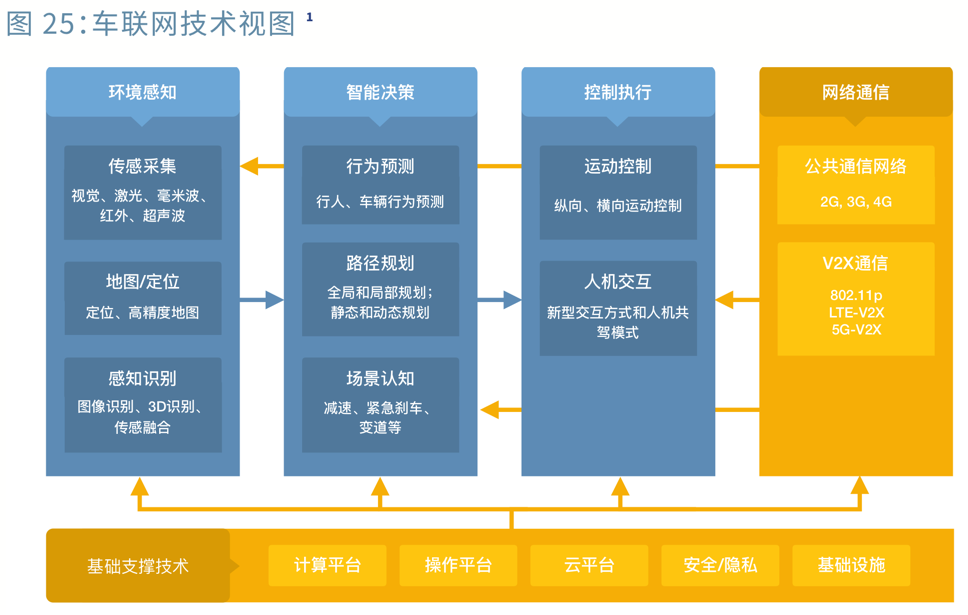 图 25：车联网技术视图 1
环境感知
传感采集
视觉、激光、毫米波、
红外、超声波
地图/定位
定位、高精度地图
感知识别
图像识别、3D识别、
传感融合
智能决策
行为预测
行人、车辆行为预测
路径规划
全局和局部规划；
静态和动态规划
场景认知
减速、紧急刹车、
变道等
控制执行
运动控制
纵向、横向运动控制
人机交互
新型交互方式和人机共
驾模式
网络通信
公共通信网络
2G, 3G, 4G
V2X通信
802.11p
LTE-V2X
5G-V2X
基础支撑技术
计算平台
操作平台
云平台
安全/隐私
基础设施